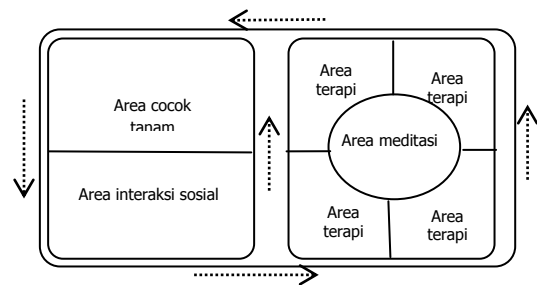 Area cocok
tanam
Area interaksi sosial
Area
terapi
Area
terapi
Area meditasi
Area
terapi
Area
terapi